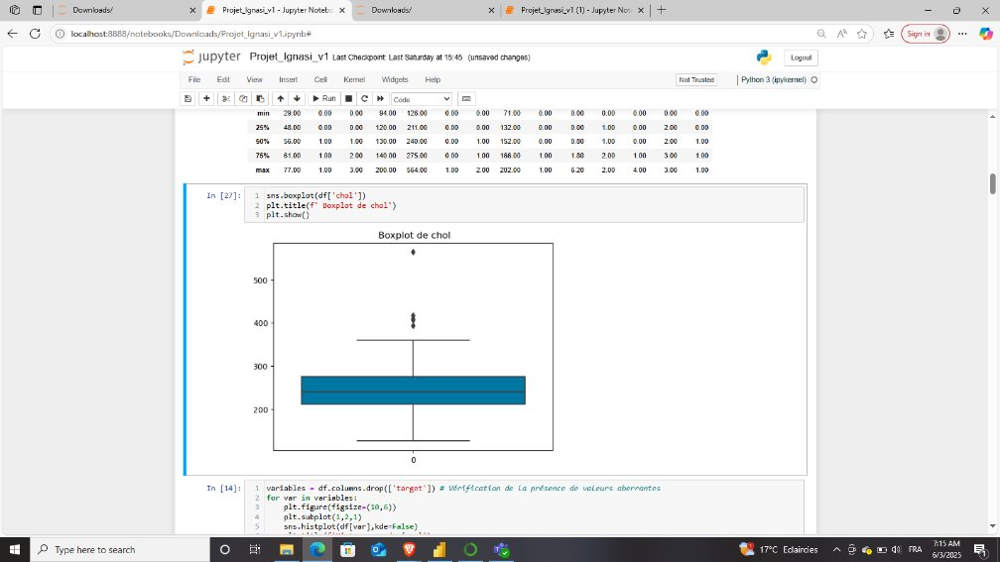 Downloads/
Projet_Ignasi_v1 - Jupyter Noteb
Downloads/
Projet_Ignasi_v1 (1) - Jupyter Not
localhost:8888/notebooks/Downloads/Projet_Ignasi_v1.ipynb#
Sign in
jupyter Projet_Ignasi_v1 Last Checkpoint: Last Saturday at 15:45 (unsaved changes)
Logout
File Edit View Insert Cell Kernel Widgets Help
Not Trusted
Python 3 (ipykernel)
Run
Code
min 29.00 0.00 0.00 94.00 126.00 0.00 0.00 71.00 0.00 0.00 0.00 0.00 0.00 0.00
25% 48.00 0.00 0.00 120.00 211.00 0.00 0.00 132.00 0.00 0.00 1.00 0.00 2.00 0.00
50% 56.00 1.00 1.00 130.00 240.00 0.00 1.00 152.00 0.00 0.80 1.00 0.00 2.00 1.00
75% 61.00 1.00 2.00 140.00 275.00 0.00 1.00 166.00 1.00 1.80 2.00 1.00 3.00 1.00
max 77.00 1.00 3.00 200.00 564.00 1.00 2.00 202.00 1.00 6.20 2.00 4.00 3.00 1.00
In [27]:
1 sns.boxplot(df['chol'])
2 plt.title(f' Boxplot de chol')
3 plt.show()
Boxplot de chol
500
400
300
200
0
In [14]:
1 variables = df.columns.drop(['target']) # Vérification de la présence de valeurs aberrantes
2 for var in variables:
3 plt.figure(figsize=(10,6))
4 plt.subplot(1,2,1)
5 sns.histplot(df[var],kde=False)
Type here to search
17°C Eclaircies
FRA
7:15 AM
6/3/2025
1